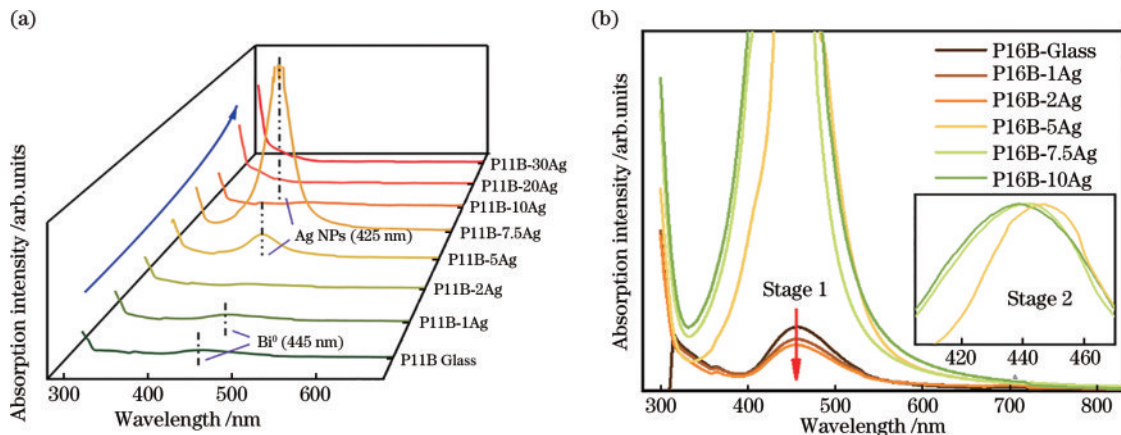 (a)
Absorption intensity /arb.units
P11B-30Ag
P11B-20Ag
P11B-10Ag
P11B-7.5Ag
P11B-5Ag
P11B-2Ag
P11B-1Ag
P11B Glass
Ag NPs (425 nm)
Bi⁰ (445 nm)
300 400 500 600
Wavelength /nm
(b)
Absorption intensity /arb.units
P16B-Glass
P16B-1Ag
P16B-2Ag
P16B-5Ag
P16B-7.5Ag
P16B-10Ag
Stage 1
Stage 2
420 440 460
300 400 500 600 700 800
Wavelength /nm